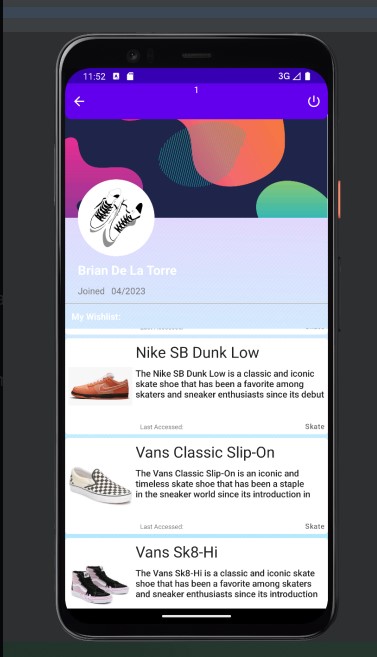 11:52
3G
1
Brian De La Torre
Joined 04/2023
My Wishlist:
Nike SB Dunk Low
The Nike SB Dunk Low is a classic and iconic
skate shoe that has been a favorite among
skaters and sneaker enthusiasts since its debut
Last Accessed: Skate
Vans Classic Slip-On
The Vans Classic Slip-On is an iconic and
timeless skate shoe that has been a staple
in the sneaker world since its introduction in
Last Accessed: Skate
Vans Sk8-Hi
The Vans Sk8-Hi is a classic and iconic skate
shoe that has been a favorite among skaters
and sneaker enthusiasts since its introduction